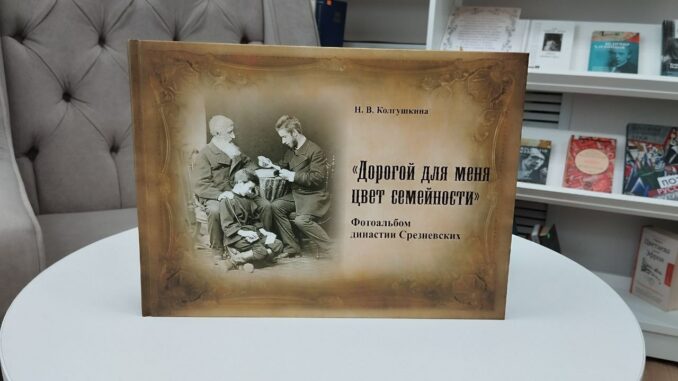 Н. В. Колгушкина
«Дорогой для меня
цвет семейности»
Фотоальбом
династии Срезневских